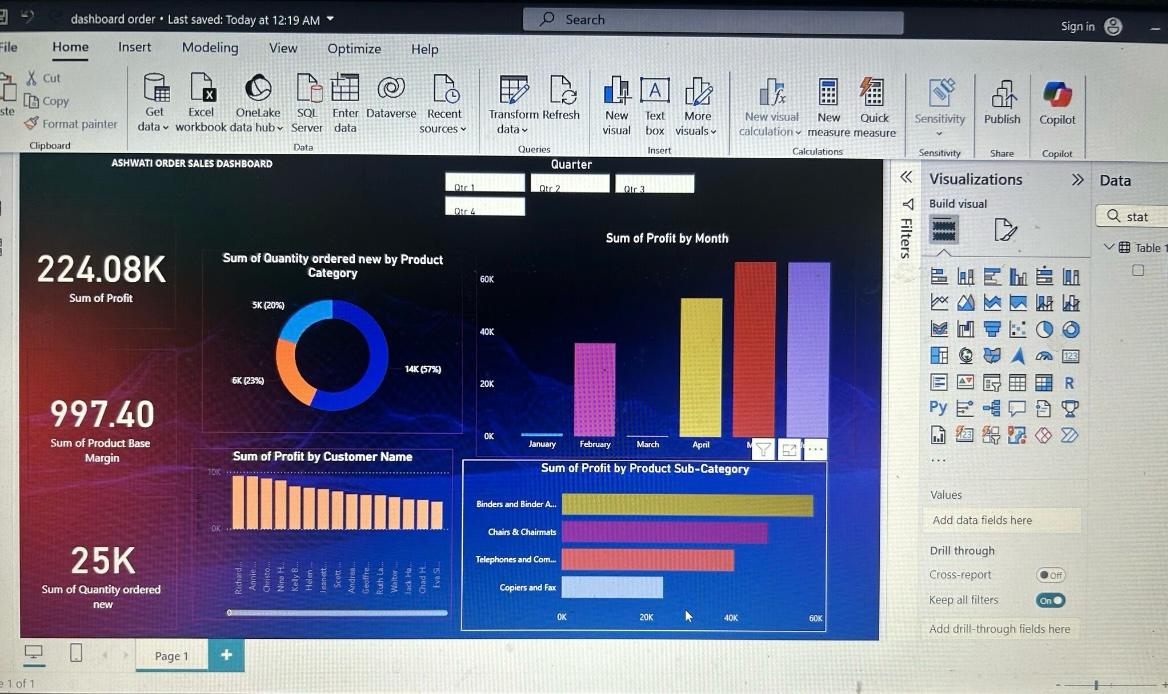 dashboard order • Last saved: Today at 12:19 AM
Search
Sign in
File
Home
Insert
Modeling
View
Optimize
Help
Cut
Copy
Format painter
Clipboard
Get data
Excel workbook
OneLake data hub
SQL Server
Enter data
Dataverse
Recent sources
Data
Transform data
Refresh
Queries
New visual
Text box
More visuals
Insert
New visual calculation
New measure
Quick measure
Calculations
Sensitivity
Sensitivity
Publish
Share
Copilot
Copilot
ASHWATI ORDER SALES DASHBOARD
Quarter
Qtr 1
Qtr 2
Qtr 3
Qtr 4
224.08K
Sum of Profit
997.40
Sum of Product Base
Margin
25K
Sum of Quantity ordered
new
Sum of Quantity ordered new by Product
Category
5K (20%)
6K (23%)
14K (57%)
Sum of Profit by Month
60K
40K
20K
0K
January
February
March
April
M
Sum of Profit by Customer Name
10K
0K
Richard...
Annie...
Christo...
Nina H...
Kelly B...
Helen...
Jeanett...
Scott...
Andrea...
Geoffre...
Ruth La...
Walter...
Jack Ha...
Chad H...
Eva Si...
Sum of Profit by Product Sub-Category
Binders and Binder A...
Chairs & Chairmats
Telephones and Com...
Copiers and Fax
0K
20K
40K
60K
Filters
Visualizations
Build visual
123
R
Py
Values
Add data fields here
Drill through
Cross-report
Off
Keep all filters
On
Add drill-through fields here
Data
stat
Table 1
Page 1
+
1 of 1